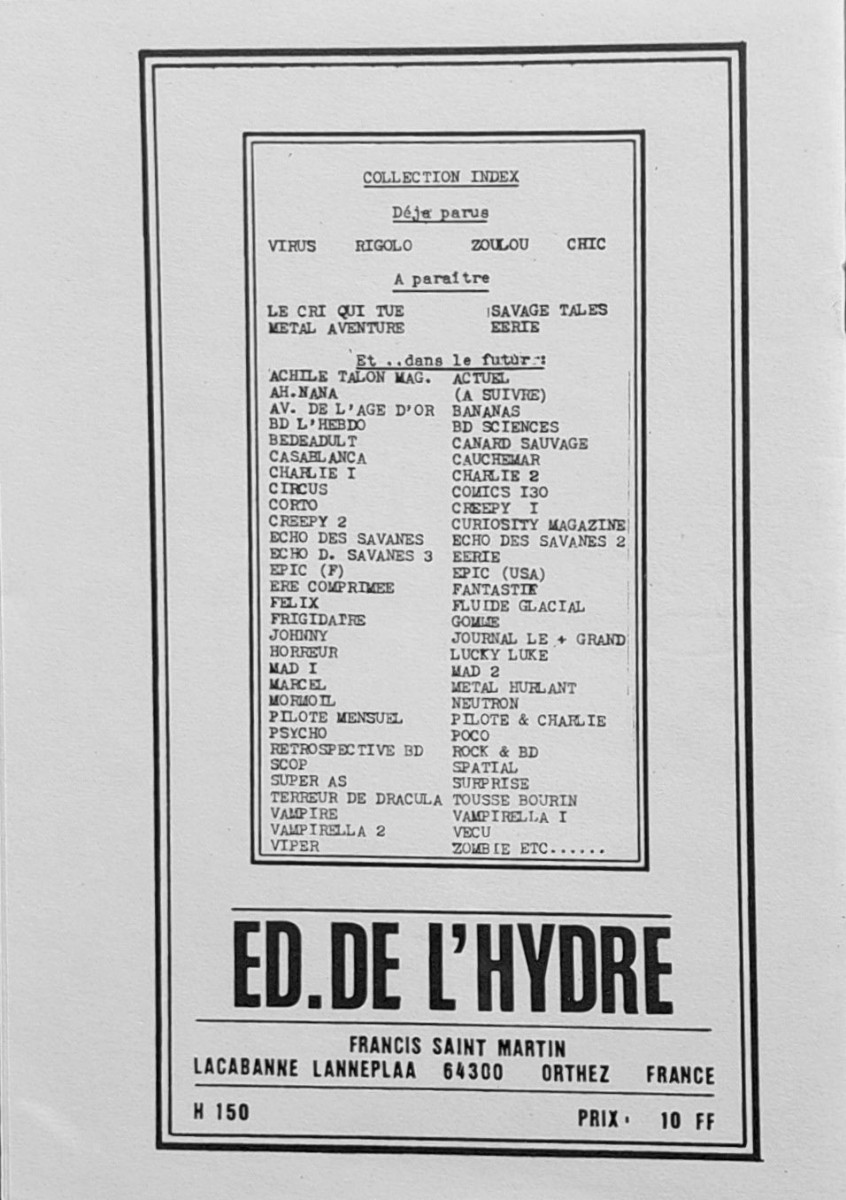 COLLECTION INDEX
Déja parus
VIRUS RIGOLO ZOULOU CHIC
A paraître
LE CRI QUI TUE SAVAGE TALES
METAL AVENTURE EERIE
Et ..dans le futur :
ACHILE TALON MAG. ACTUEL
AH.NANA (A SUIVRE)
AV. DE L'AGE D'OR BANANAS
BD L'HEBDO BD SCIENCES
BEDEADULT CANARD SAUVAGE
CASABLANCA CAUCHEMAR
CHARLIE I CHARLIE 2
CIRCUS COMICS I30
CORTO CREEPY I
CREEPY 2 CURIOSITY MAGAZINE
ECHO DES SAVANES ECHO DES SAVANES 2
ECHO D. SAVANES 3 EERIE
EPIC (F) EPIC (USA)
ERE COMPRIMEE FANTASTIK
FELIX FLUIDE GLACIAL
FRIGIDAIRE GOMME
JOHNNY JOURNAL LE + GRAND
HORREUR LUCKY LUKE
MAD I MAD 2
MARCEL METAL HURLANT
MORMOIL NEUTRON
PILOTE MENSUEL PILOTE & CHARLIE
PSYCHO POCO
RETROSPECTIVE BD ROCK & BD
SCOP SPATIAL
SUPER AS SURPRISE
TERREUR DE DRACULA TOUSSE BOURIN
VAMPIRE VAMPIRELLA I
VAMPIRELLA 2 VECU
VIPER ZOMBIE ETC......
ED.DE L'HYDRE
FRANCIS SAINT MARTIN
LACABANNE LANNEPLAA 64300 ORTHEZ FRANCE
H 150 PRIX· 10 FF